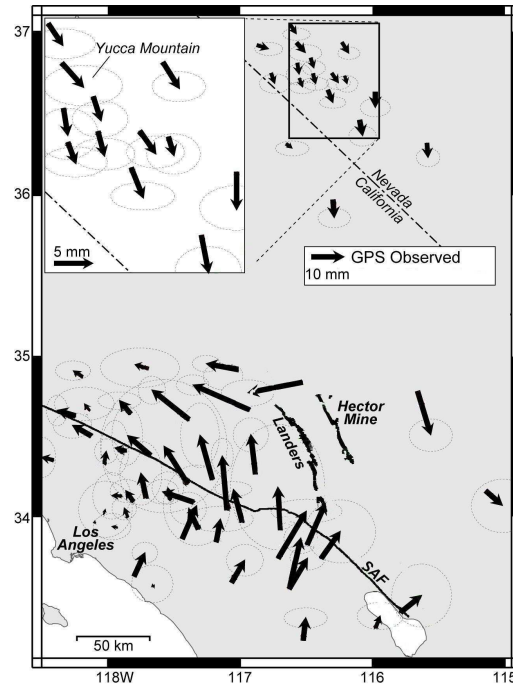 37
Yucca Mountain
5 mm
Nevada
California
36
GPS Observed
10 mm
35
Hector
Mine
Landers
34
Los
Angeles
SAF
50 km
118W
117
116
115